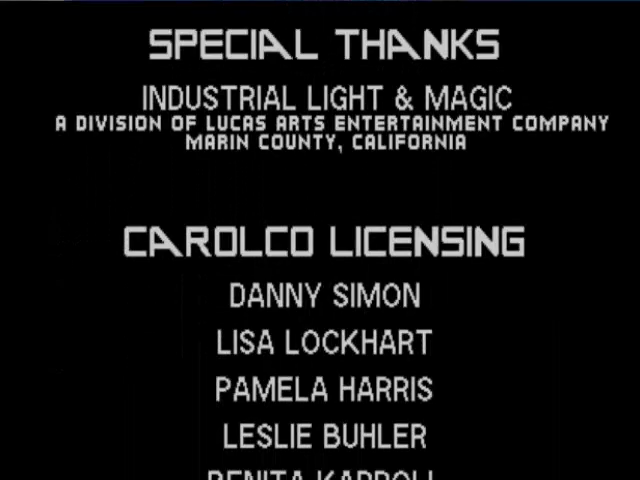 SPECIAL THANKS
INDUSTRIAL LIGHT & MAGIC
A DIVISION OF LUCAS ARTS ENTERTAINMENT COMPANY
MARIN COUNTY, CALIFORNIA
CAROLCO LICENSING
DANNY SIMON
LISA LOCKHART
PAMELA HARRIS
LESLIE BUHLER